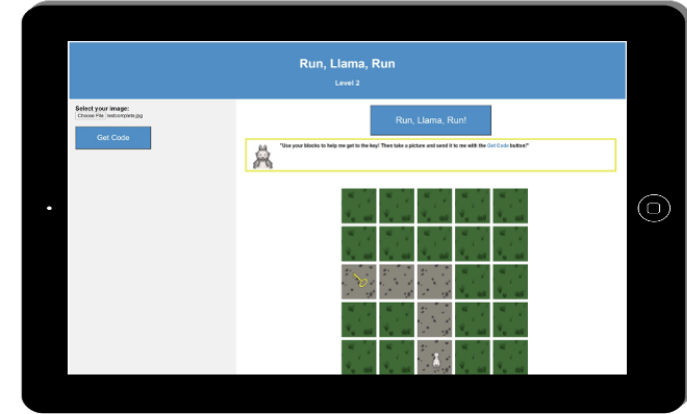 Run, Llama, Run
Level 2
Select your image:
Choose File testcomplete.jpg
Get Code
Run, Llama, Run!
"Use your blocks to help me get to the key! Then take a picture and send it to me with the Get Code button!"